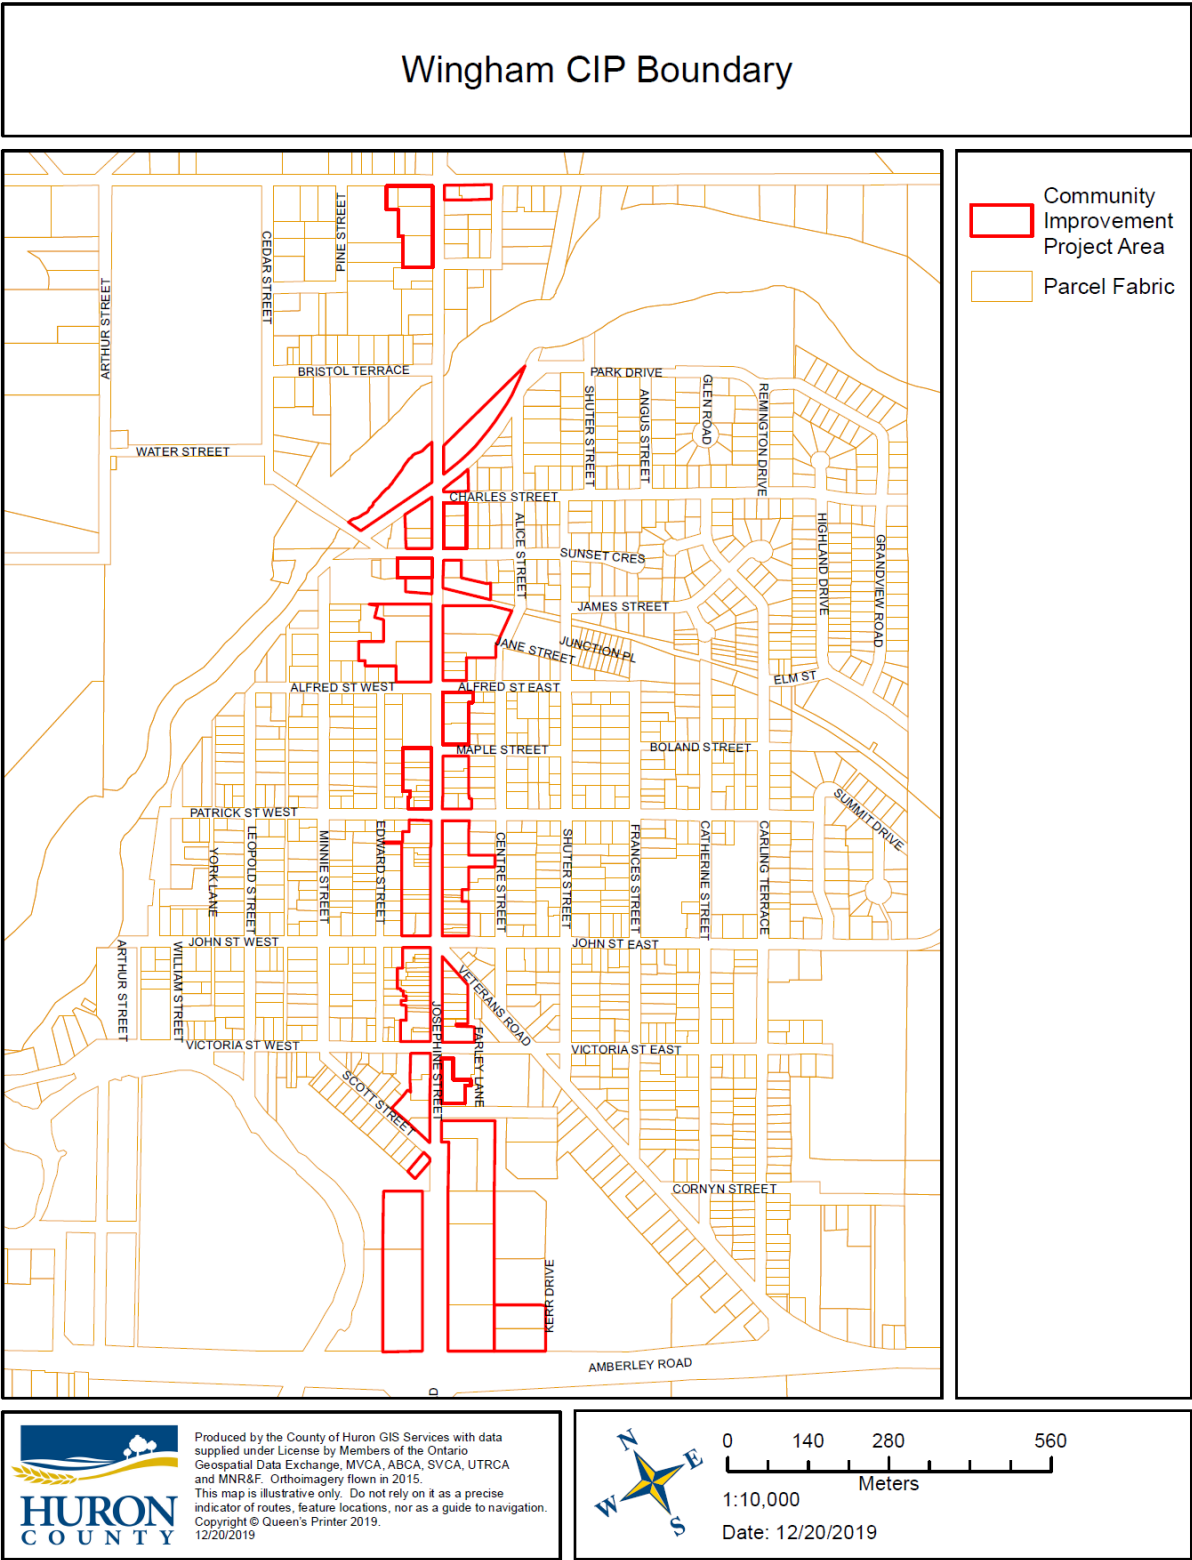 Wingham CIP Boundary
Community
Improvement
Project Area
Parcel Fabric
ARTHUR STREET
CEDAR STREET
PINE STREET
BRISTOL TERRACE
WATER STREET
PARK DRIVE
SHUTER STREET
ANGUS STREET
GLEN ROAD
REMINGTON DRIVE
CHARLES STREET
ALICE STREET
SUNSET CRES
HIGHLAND DRIVE
GRANDVIEW ROAD
JAMES STREET
JANE STREET
JUNCTION PL
ELM ST
ALFRED ST WEST
ALFRED ST EAST
MAPLE STREET
BOLAND STREET
SUMMIT DRIVE
PATRICK ST WEST
YORK LANE
LEOPOLD STREET
MINNIE STREET
EDWARD STREET
CENTRE STREET
SHUTER STREET
FRANCES STREET
CATHERINE STREET
CARLING TERRACE
JOHN ST WEST
JOHN ST EAST
ARTHUR STREET
WILLIAM STREET
VETERANS ROAD
JOSEPHINE STREET
FARLEY LANE
VICTORIA ST WEST
VICTORIA ST EAST
SCOTT STREET
CORNYN STREET
KERR DRIVE
AMBERLEY ROAD
D
HURON
COUNTY
Produced by the County of Huron GIS Services with data
supplied under License by Members of the Ontario
Geospatial Data Exchange, MVCA, ABCA, SVCA, UTRCA
and MNR&F. Orthoimagery flown in 2015.
This map is illustrative only. Do not rely on it as a precise
indicator of routes, feature locations, nor as a guide to navigation.
Copyright © Queen's Printer 2019.
12/20/2019
N
E
W
S
0 140 280 560
Meters
1:10,000
Date: 12/20/2019